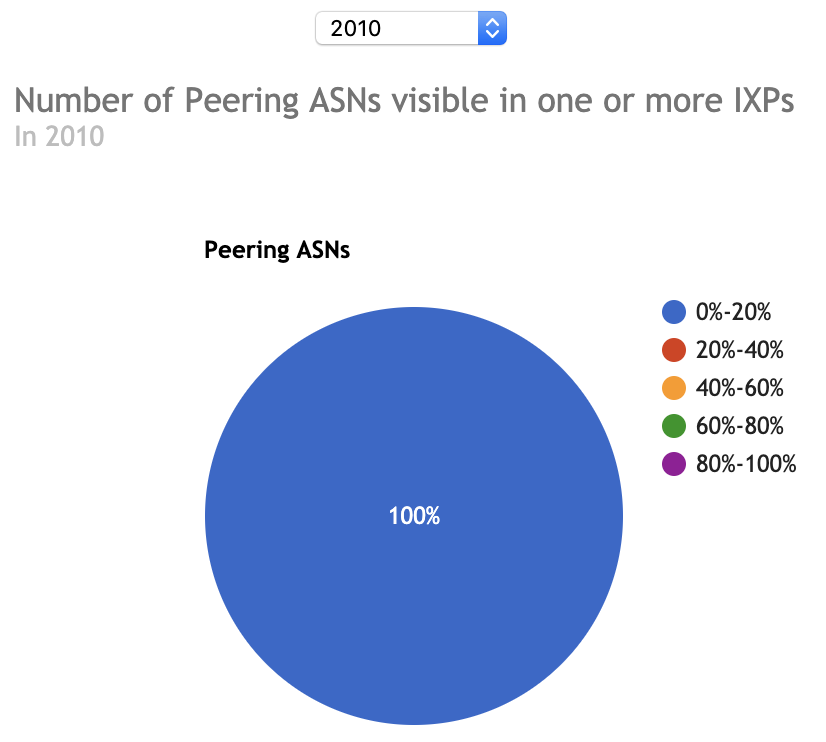 2010
Number of Peering ASNs visible in one or more IXPs
In 2010
Peering ASNs
0%-20%
20%-40%
40%-60%
60%-80%
80%-100%
100%